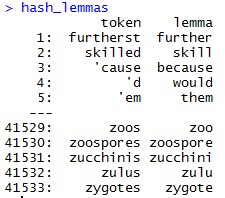 > hash_lemmas
token lemma
1: furtherst further
2: skilled skill
3: 'cause because
4: 'd would
5: 'em them
---
41529: zoos zoo
41530: zoospores zoospore
41531: zucchinis zucchini
41532: zulus zulu
41533: zygotes zygote